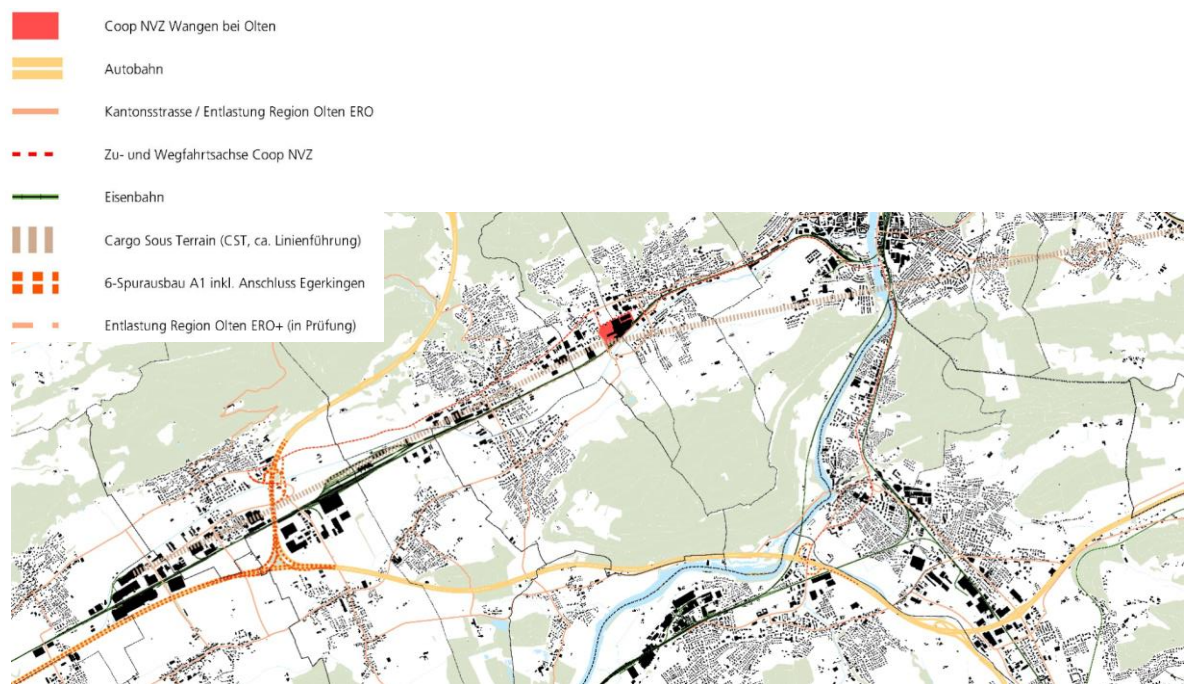 Coop NVZ Wangen bei Olten
Autobahn
Kantonsstrasse / Entlastung Region Olten ERO
Zu- und Wegfahrtsachse Coop NVZ
Eisenbahn
Cargo Sous Terrain (CST, ca. Linienführung)
6-Spurausbau A1 inkl. Anschluss Egerkingen
Entlastung Region Olten ERO+ (in Prüfung)